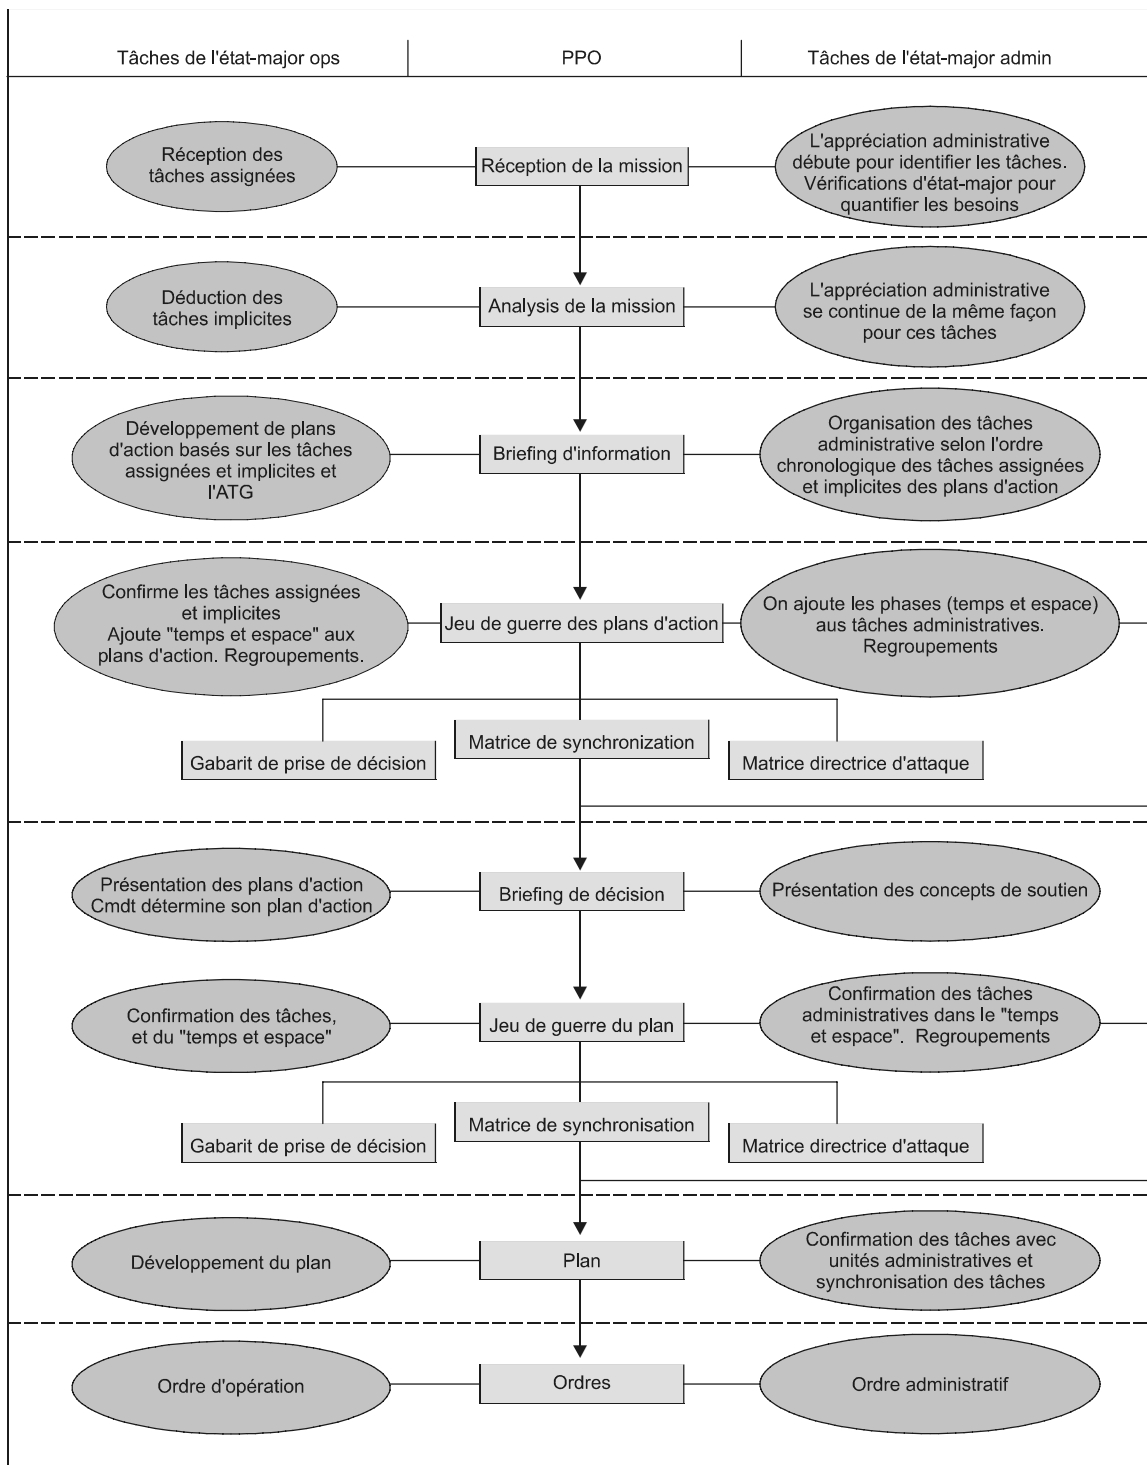 Tâches de l'état-major ops
PPO
Tâches de l'état-major admin
Réception des
tâches assignées
Réception de la mission
L'appréciation administrative
débute pour identifier les tâches.
Vérifications d'état-major pour
quantifier les besoins
Déduction des
tâches implicites
Analysis de la mission
L'appréciation administrative
se continue de la même façon
pour ces tâches
Développement de plans
d'action basés sur les tâches
assignées et implicites et
l'ATG
Briefing d'information
Organisation des tâches
administrative selon l'ordre
chronologique des tâches assignées
et implicites des plans d'action
Confirme les tâches assignées
et implicites
Ajoute "temps et espace" aux
plans d'action. Regroupements.
Jeu de guerre des plans d'action
On ajoute les phases (temps et espace)
aus tâches administratives.
Regroupements
Gabarit de prise de décision
Matrice de synchronization
Matrice directrice d'attaque
Présentation des plans d'action
Cmdt détermine son plan d'action
Briefing de décision
Présentation des concepts de soutien
Confirmation des tâches,
et du "temps et espace"
Jeu de guerre du plan
Confirmation des tâches
administratives dans le "temps
et espace".  Regroupements
Gabarit de prise de décision
Matrice de synchronisation
Matrice directrice d'attaque
Développement du plan
Plan
Confirmation des tâches avec
unités administratives et
synchronisation des tâches
Ordre d'opération
Ordres
Ordre administratif